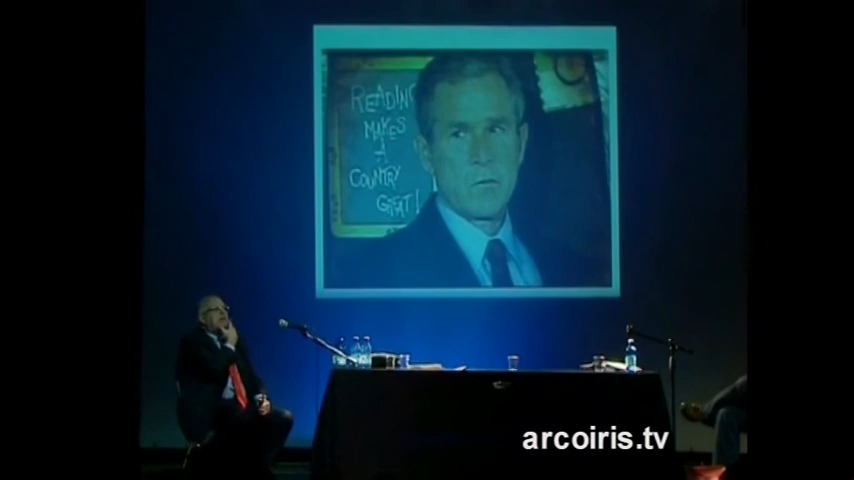 READING
MAKES
A
COUNTRY
GREAT!
arcoiris.tv